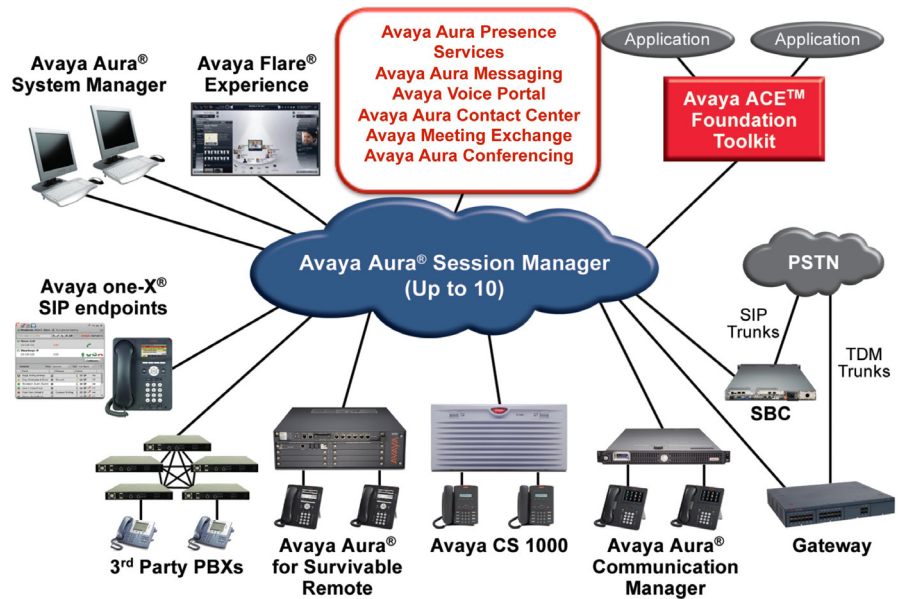 Avaya Aura®
System Manager
Avaya Flare®
Experience
Avaya Aura Presence
Services
Avaya Aura Messaging
Avaya Voice Portal
Avaya Aura Contact Center
Avaya Meeting Exchange
Avaya Aura Conferencing
Application
Application
Avaya ACE™
Foundation
Toolkit
Avaya Aura® Session Manager
(Up to 10)
PSTN
Avaya one-X®
SIP endpoints
SIP
Trunks
TDM
Trunks
SBC
AVAYA
3rd Party PBXs
Avaya Aura®
for Survivable
Remote
Avaya CS 1000
Avaya Aura®
Communication
Manager
Gateway